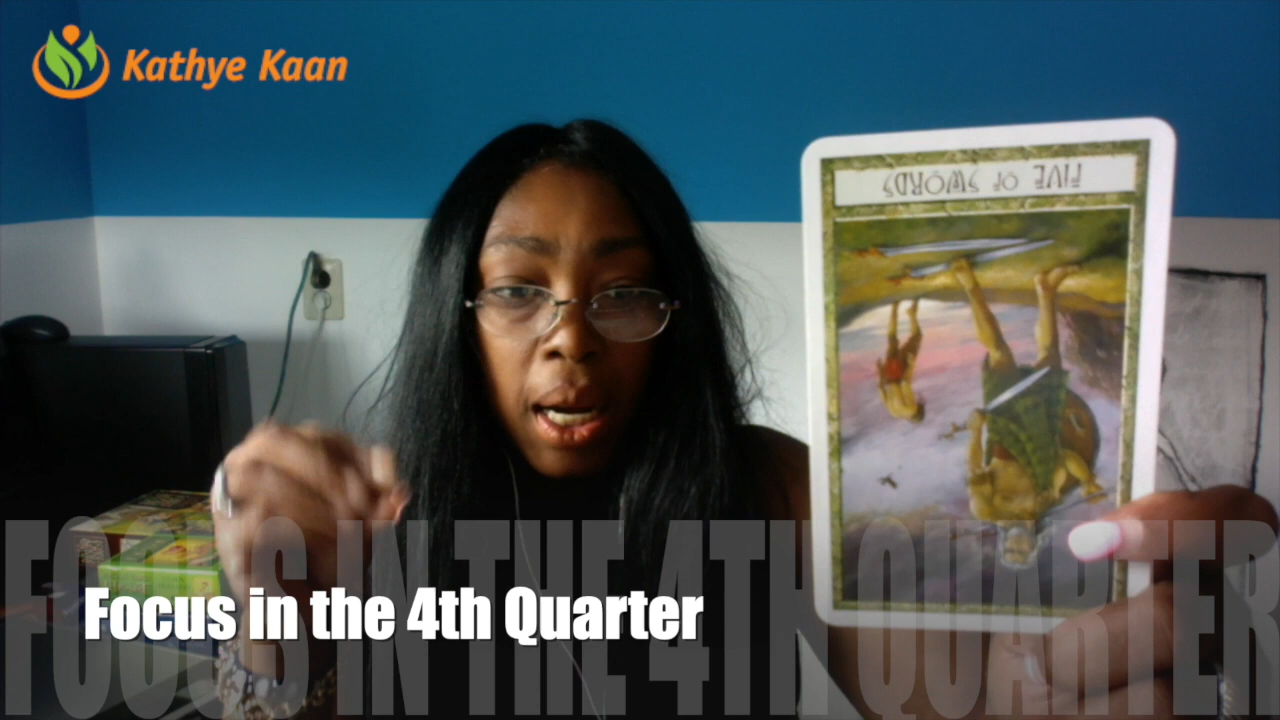 Kathye Kaan
FIVE OF SWORDS
FOCUS IN THE 4TH QUARTER
Focus in the 4th Quarter